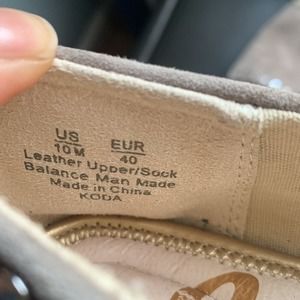 US EUR
10M 40
Leather Upper/Sock
Balance Man Made
Made in China
KODA